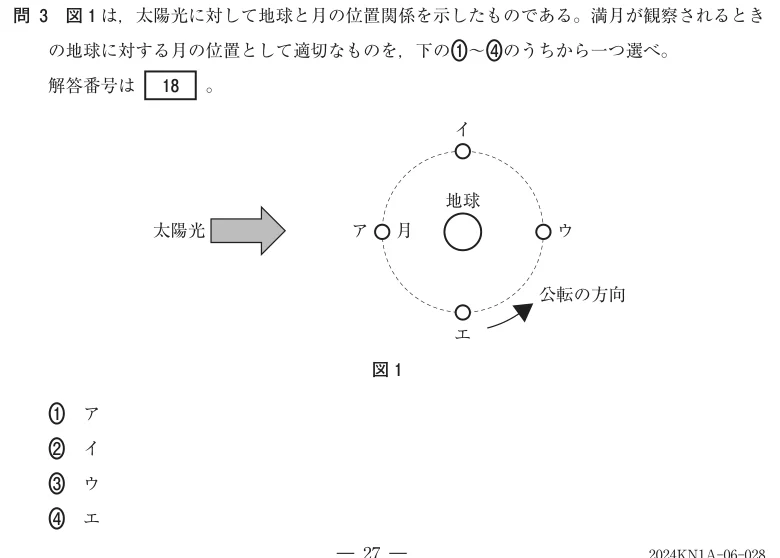 問 3 図 1 は，太陽光に対して地球と月の位置関係を示したものである。満月が観察されるとき
の地球に対する月の位置として適切なものを，下の①～④のうちから一つ選べ。
解答番号は 18 。
イ
地球
太陽光
ア
月
ウ
公転の方向
エ
図 1
① ア
② イ
③ ウ
④ エ
― 27 ―
2024KN1A-06-028